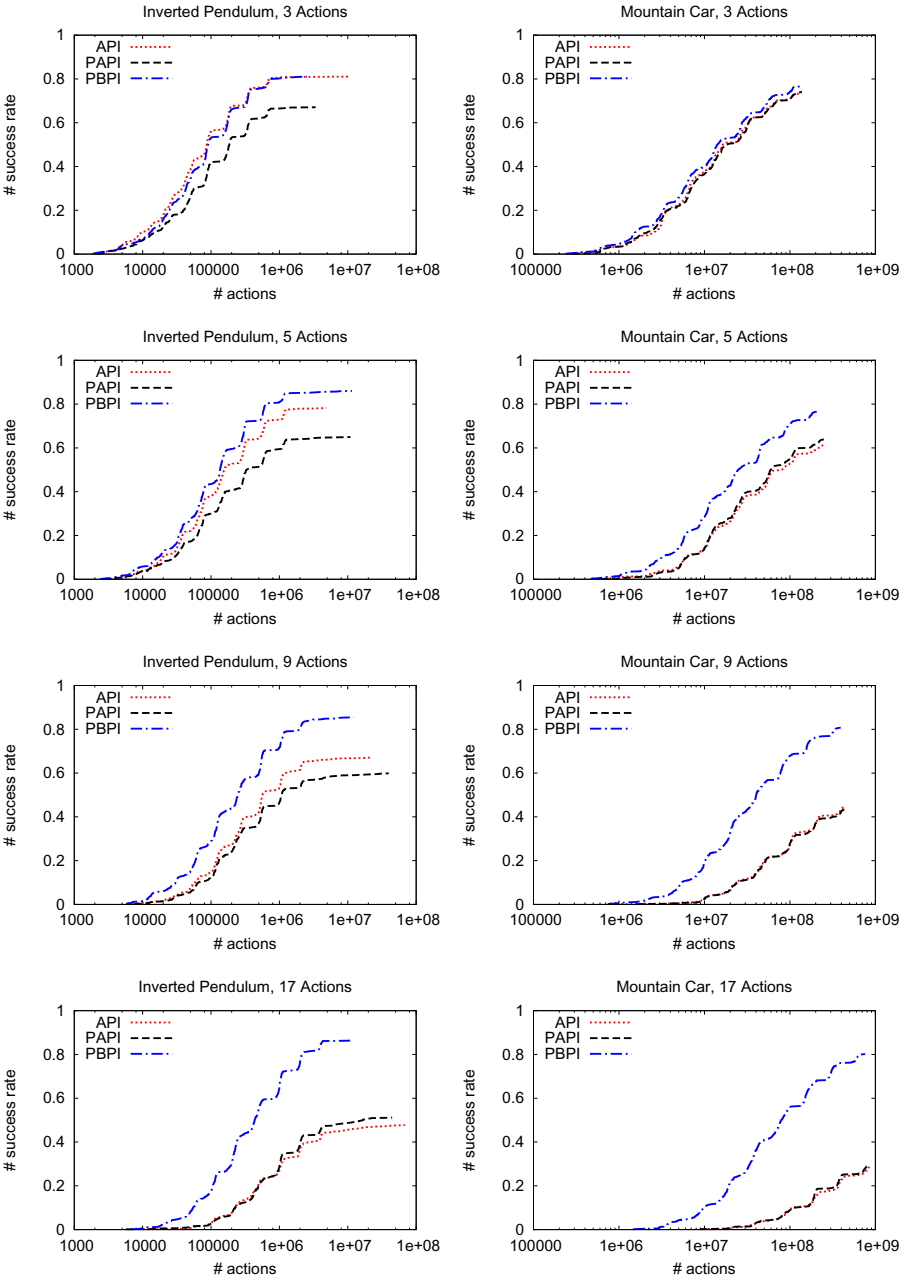 Inverted Pendulum, 3 Actions
1
API
PAPI
PBPI
0.8
0.6
0.4
0.2
0
# success rate
1000 10000 100000 1e+06 1e+07 1e+08
# actions
Mountain Car, 3 Actions
1
API
PAPI
PBPI
0.8
0.6
0.4
0.2
0
# success rate
100000 1e+06 1e+07 1e+08 1e+09
# actions
Inverted Pendulum, 5 Actions
1
API
PAPI
PBPI
0.8
0.6
0.4
0.2
0
# success rate
1000 10000 100000 1e+06 1e+07 1e+08
# actions
Mountain Car, 5 Actions
1
API
PAPI
PBPI
0.8
0.6
0.4
0.2
0
# success rate
100000 1e+06 1e+07 1e+08 1e+09
# actions
Inverted Pendulum, 9 Actions
1
API
PAPI
PBPI
0.8
0.6
0.4
0.2
0
# success rate
1000 10000 100000 1e+06 1e+07 1e+08
# actions
Mountain Car, 9 Actions
1
API
PAPI
PBPI
0.8
0.6
0.4
0.2
0
# success rate
100000 1e+06 1e+07 1e+08 1e+09
# actions
Inverted Pendulum, 17 Actions
1
API
PAPI
PBPI
0.8
0.6
0.4
0.2
0
# success rate
1000 10000 100000 1e+06 1e+07 1e+08
# actions
Mountain Car, 17 Actions
1
API
PAPI
PBPI
0.8
0.6
0.4
0.2
0
# success rate
100000 1e+06 1e+07 1e+08 1e+09
# actions